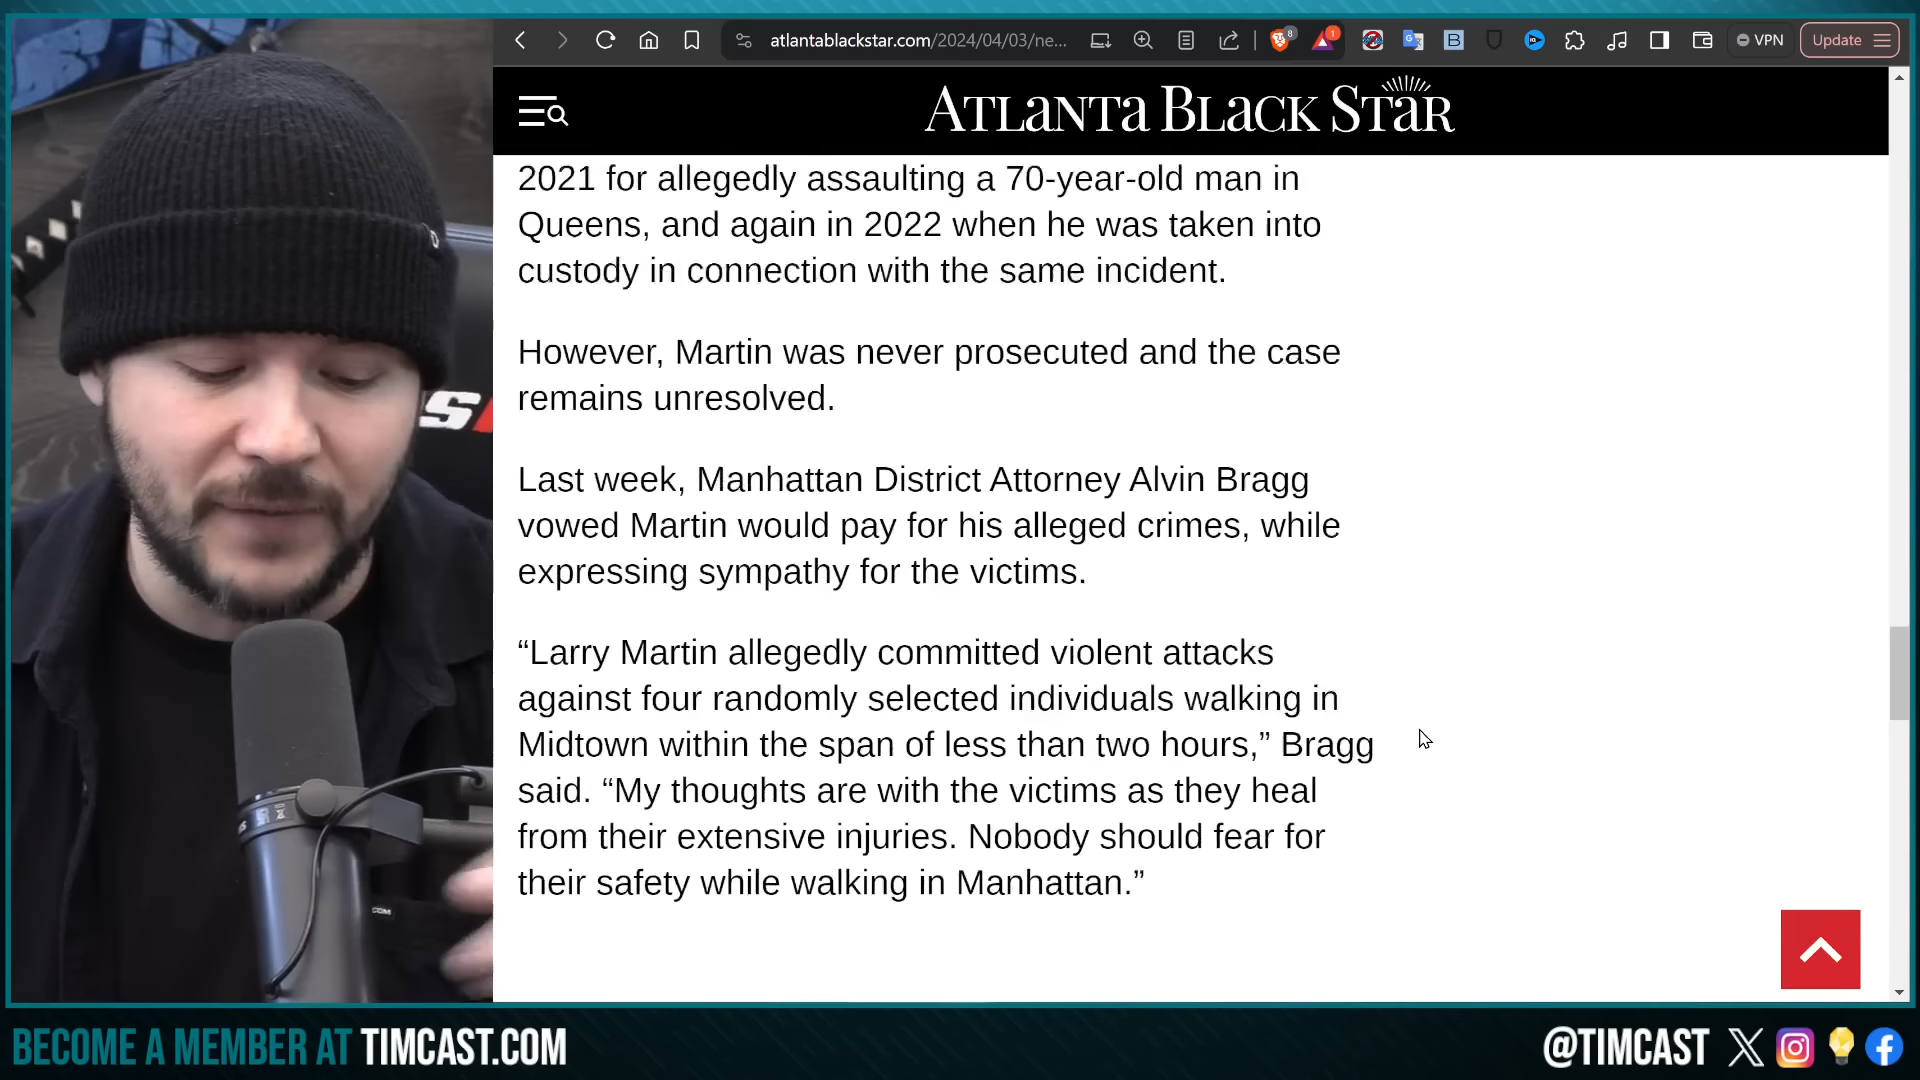 atlantablackstar.com/2024/04/03/ne...
8
1
B
VPN
Update
ATLANTA BLACK STAR
2021 for allegedly assaulting a 70-year-old man in
Queens, and again in 2022 when he was taken into
custody in connection with the same incident.
However, Martin was never prosecuted and the case
remains unresolved.
Last week, Manhattan District Attorney Alvin Bragg
vowed Martin would pay for his alleged crimes, while
expressing sympathy for the victims.
“Larry Martin allegedly committed violent attacks
against four randomly selected individuals walking in
Midtown within the span of less than two hours,” Bragg
said. “My thoughts are with the victims as they heal
from their extensive injuries. Nobody should fear for
their safety while walking in Manhattan.”
BECOME A MEMBER AT TIMCAST.COM
@TIMCAST